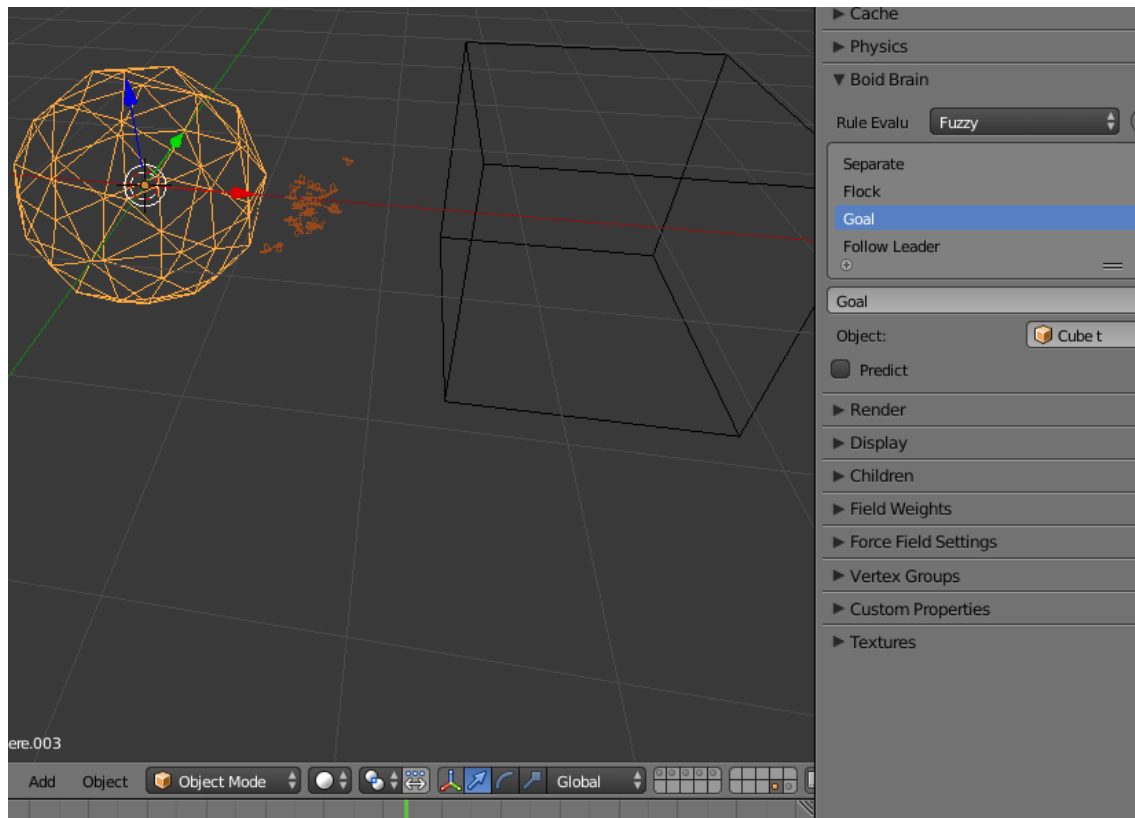 Cache
Physics
Boid Brain
Rule Evalu Fuzzy
Separate
Flock
Goal
Follow Leader
Goal
Object: Cube t
Predict
Render
Display
Children
Field Weights
Force Field Settings
Vertex Groups
Custom Properties
Textures
ere.003
Add Object Object Mode Global